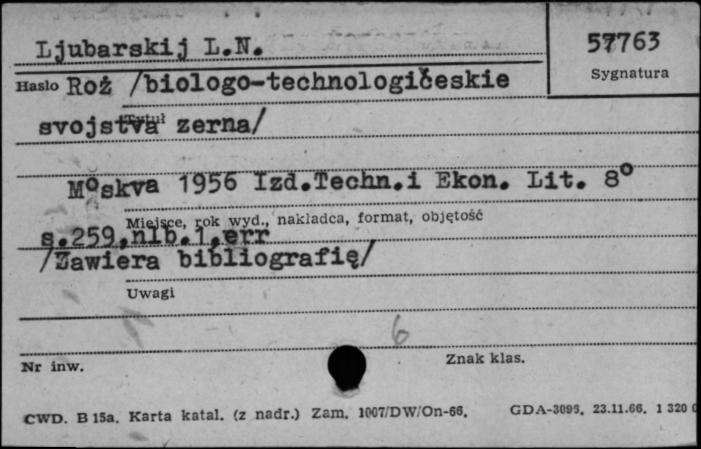 Ljubarskij L.N.
57763
Sygnatura
Hasło Roż /biologo-technologičeskie
Tytuł
svojstva zerna/
Moskva 1956 Izd.Techn.i Ekon. Lit. 8°
Miejsce, rok wyd., nakładca, format, objętość
s.259,nlb.1,err
/Zawiera bibliografię/
Uwagi
6
Nr inw.
Znak klas.
CWD. B 15a. Karta katal. (z nadr.) Zam. 1007/DW/On-66. GDA-3095, 23.11.66. 1 320 0